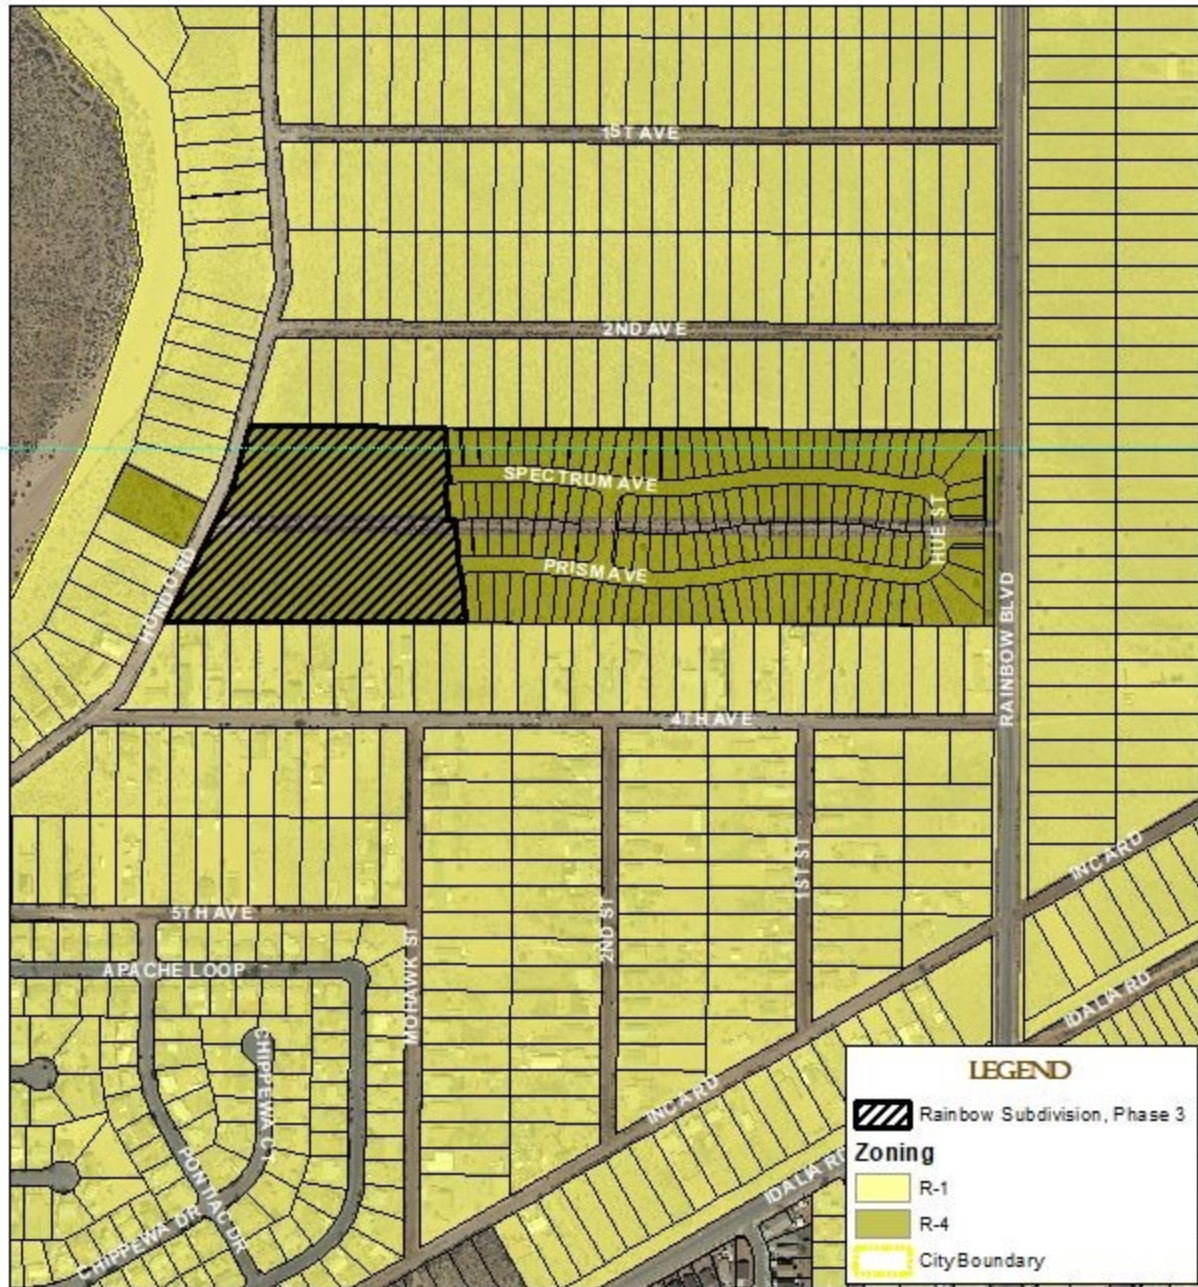 1ST AVE
2ND AVE
SPECTRUM AVE
HUE ST
PRISM AVE
HONDO RD
RAINBOW BLVD
4TH AVE
INCA RD
1ST ST
5TH AVE
2ND ST
MOHAWK ST
APACHE LOOP
IDALIA RD
CHIPPEWA CT
INCA RD
PONTIAC DR
IDALIA RD
CHIPPEWA DR
LEGEND
Rainbow Subdivision, Phase 3
Zoning
R-1
R-4
City Boundary